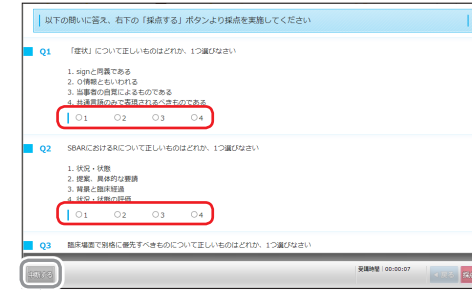 以下の問いに答え、右下の「採点する」ボタンより採点を実施してください
Q1 「症状」について正しいものはどれか、1つ選びなさい
1. signと同義である
2. O情報ともいわれる
3. 当事者の自覚によるものである
4. 共通言語のみで表現されるべきものである
1 2 3 4
Q2 SBARにおけるRについて正しいものはどれか、1つ選びなさい
1. 状況・状態
2. 提案、具体的な要請
3. 背景と臨床経過
4. 状況・状態の評価
1 2 3 4
Q3 臨床場面で別格に優先すべきものについて正しいものはどれか、1つ選びなさい
中断する 受講時間 00:00:07 戻る 採点